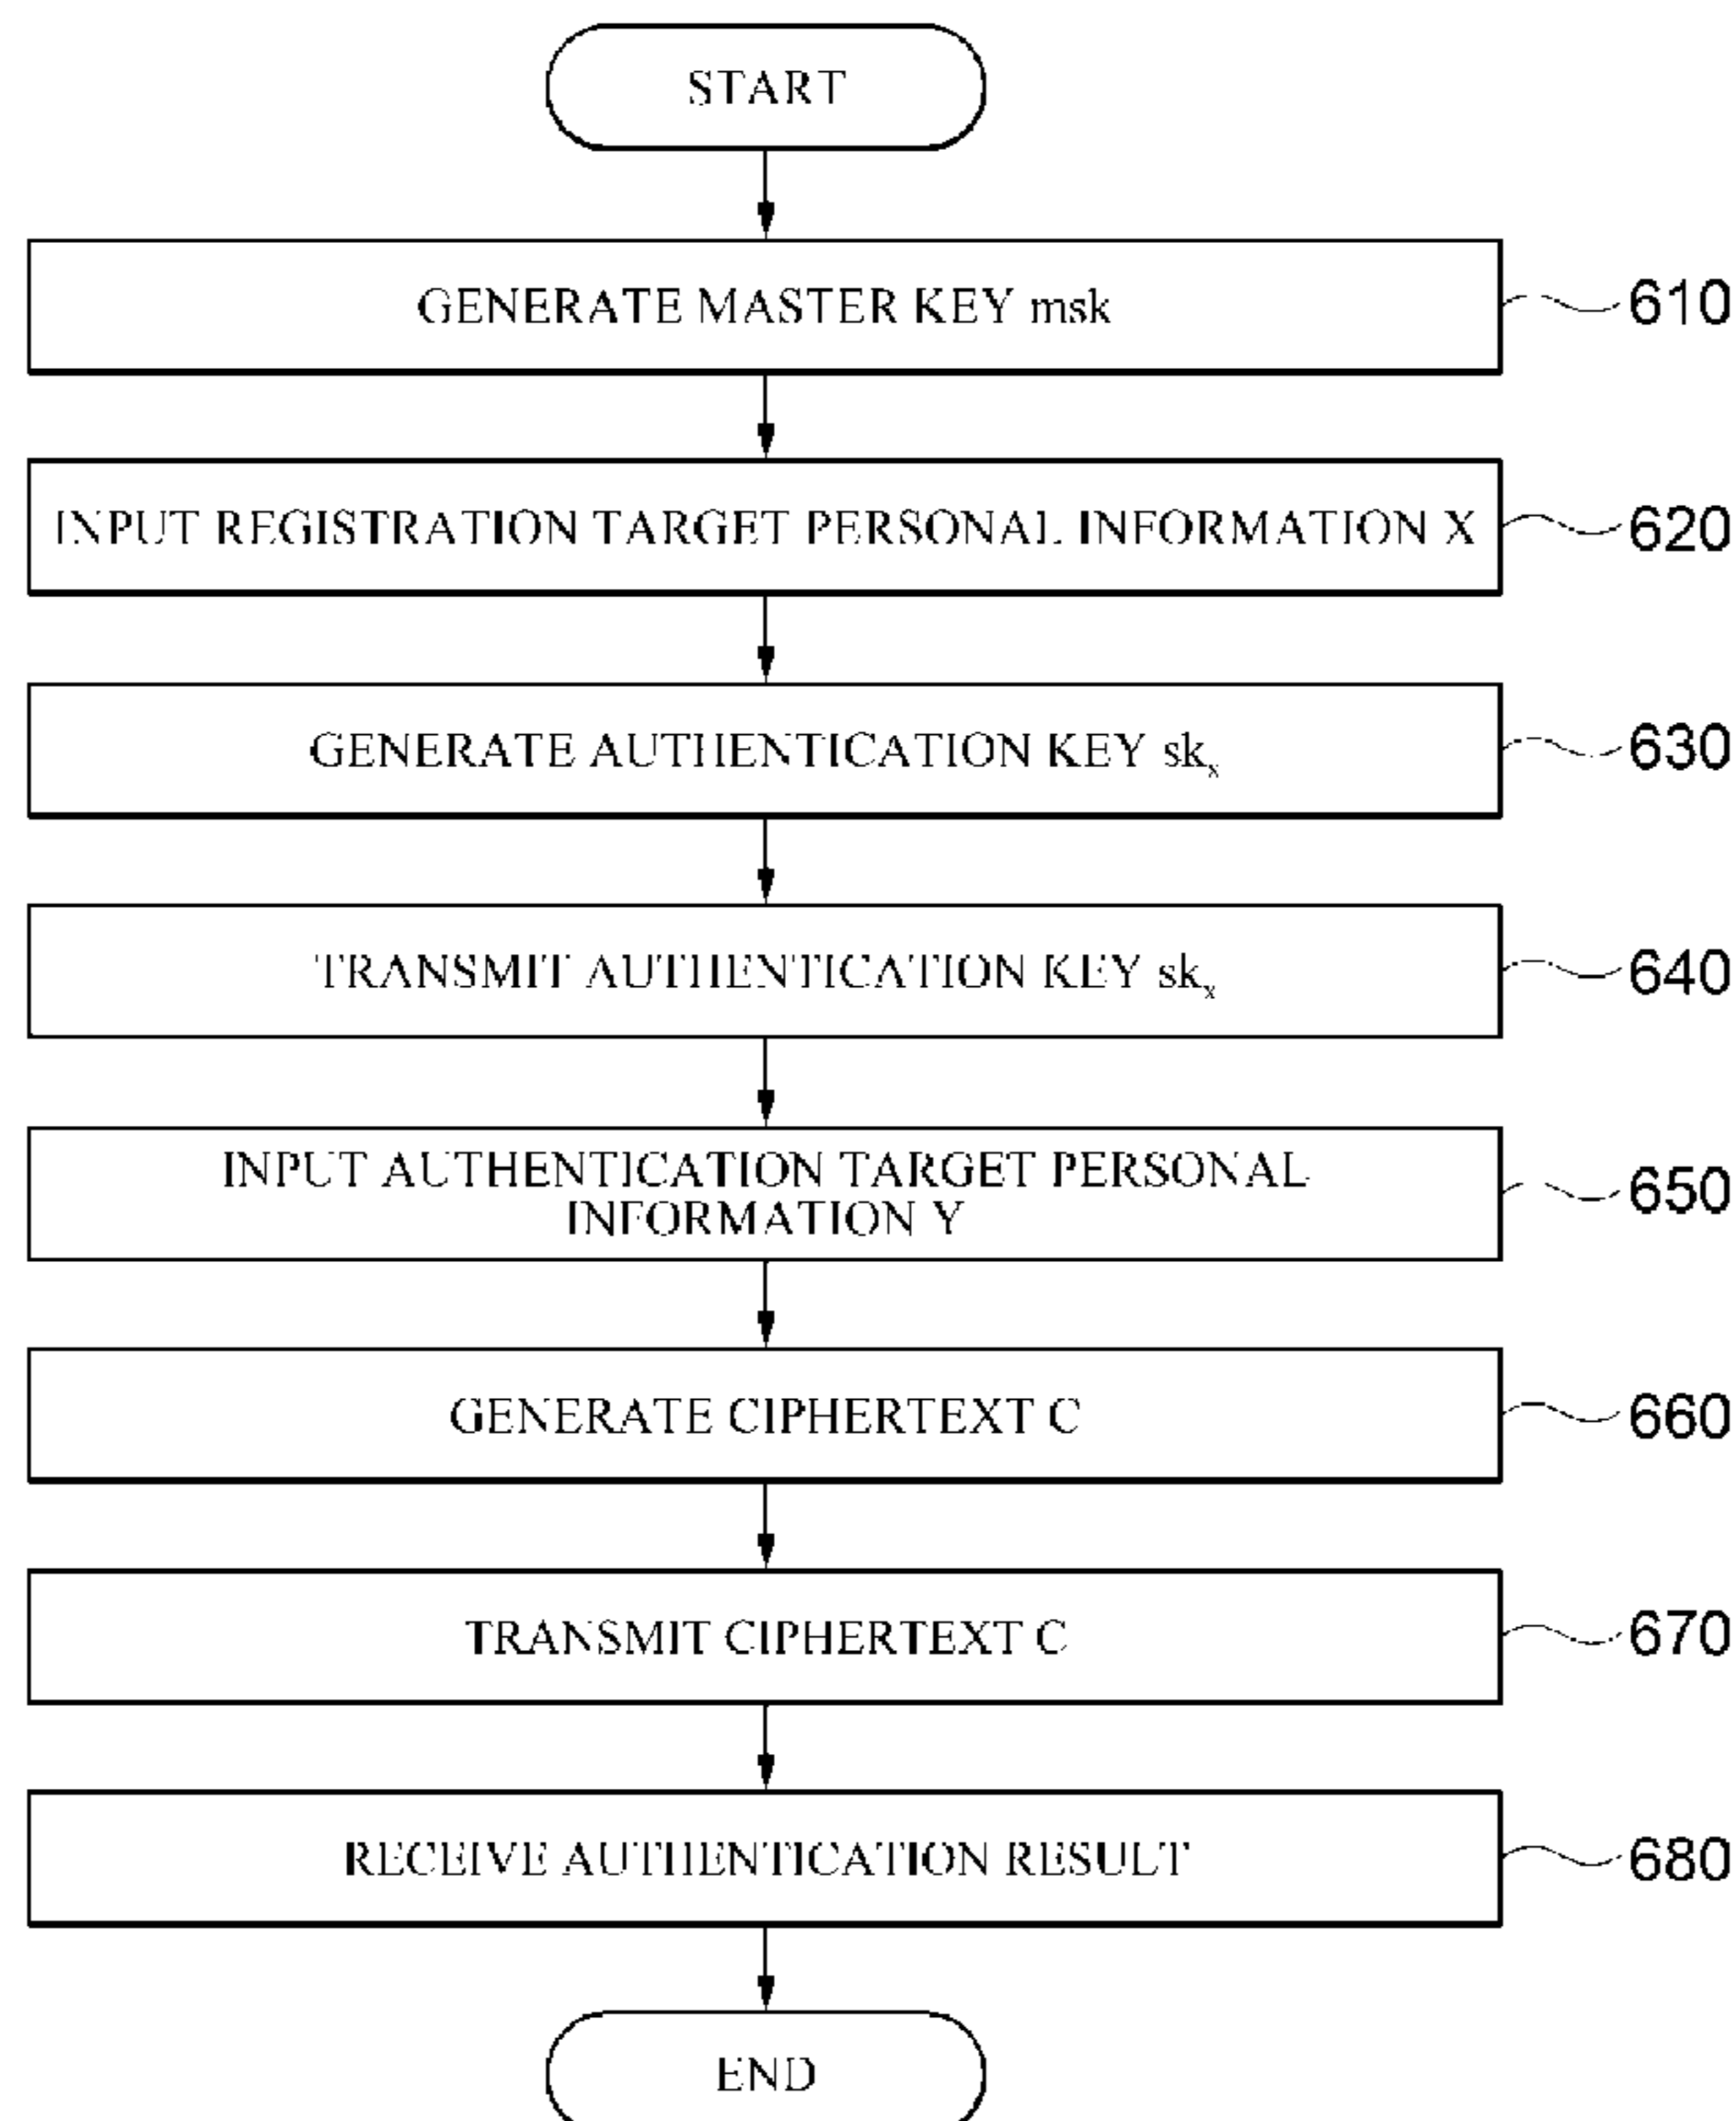 START
GENERATE MASTER KEY msk
610
INPUT REGISTRATION TARGET PERSONAL INFORMATION X
620
GENERATE AUTHENTICATION KEY skₓ
630
TRANSMIT AUTHENTICATION KEY skₓ
640
INPUT AUTHENTICATION TARGET PERSONAL
INFORMATION Y
650
GENERATE CIPHERTEXT C
660
TRANSMIT CIPHERTEXT C
670
RECEIVE AUTHENTICATION RESULT
680
END